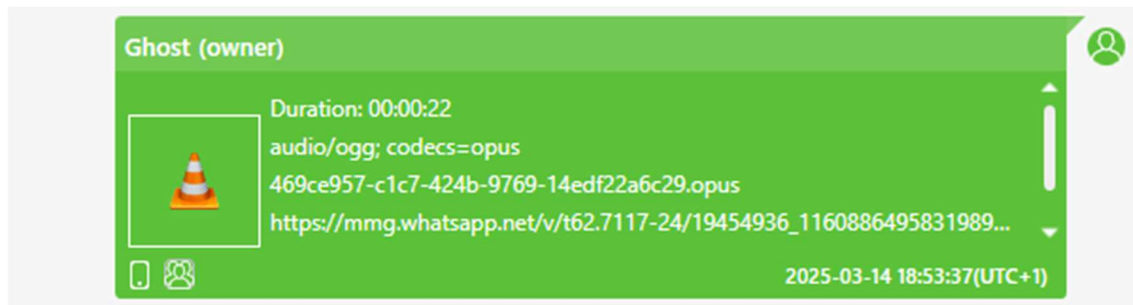 Ghost (owner)
Duration: 00:00:22
audio/ogg; codecs=opus
469ce957-c1c7-424b-9769-14edf22a6c29.opus
https://mmg.whatsapp.net/v/t62.7117-24/19454936_1160886495831989...
2025-03-14 18:53:37(UTC+1)